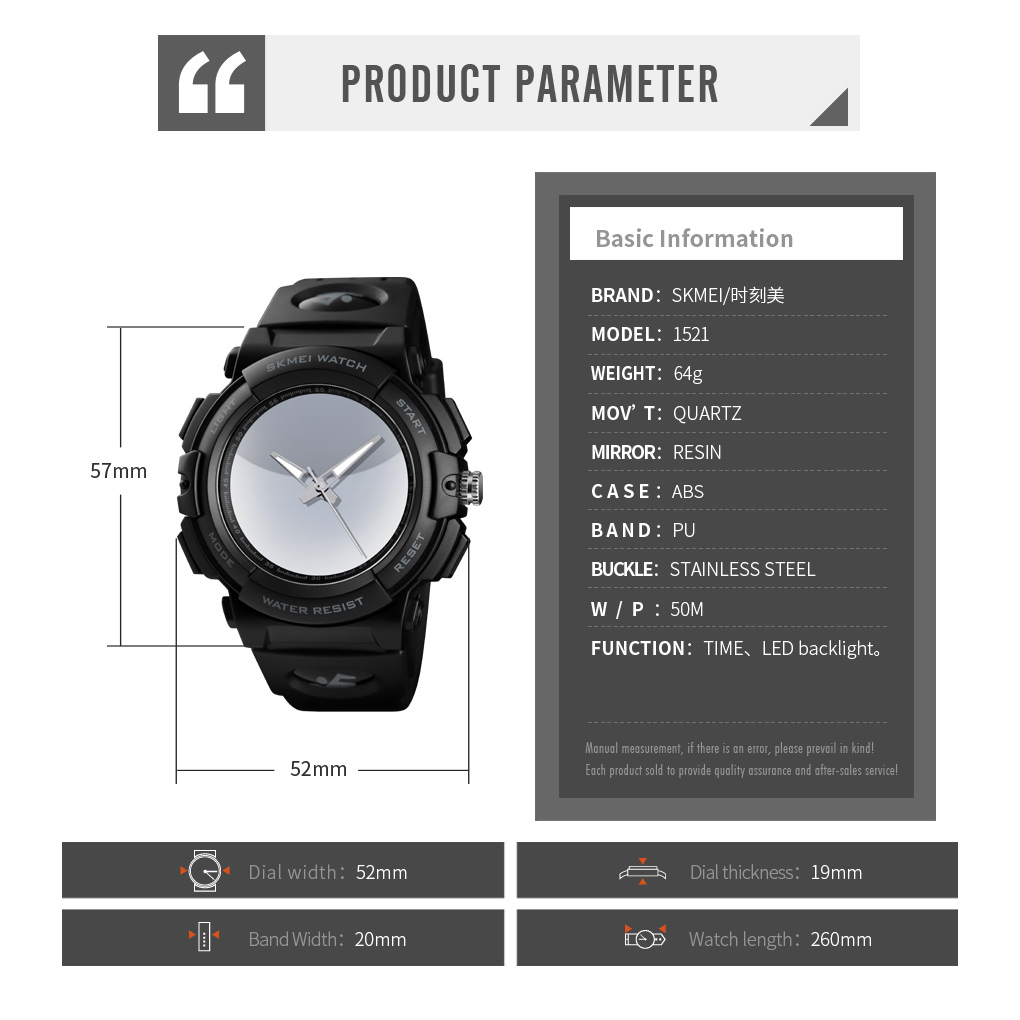 PRODUCT PARAMETER
Basic Information
BRAND: SKMEI/时刻美
MODEL: 1521
WEIGHT: 64g
MOV’ T: QUARTZ
MIRROR: RESIN
CASE: ABS
BAND: PU
BUCKLE: STAINLESS STEEL
W / P : 50M
FUNCTION: TIME、LED backlight。
Manual measurement, if there is an error, please prevail in kind!
Each product sold to provide quality assurance and after-sales service!
SKMEI WATCH
LIGHT
START
MODE
RESET
WATER RESIST
57mm
52mm
Dial width: 52mm
Dial thickness: 19mm
Band Width: 20mm
Watch length: 260mm